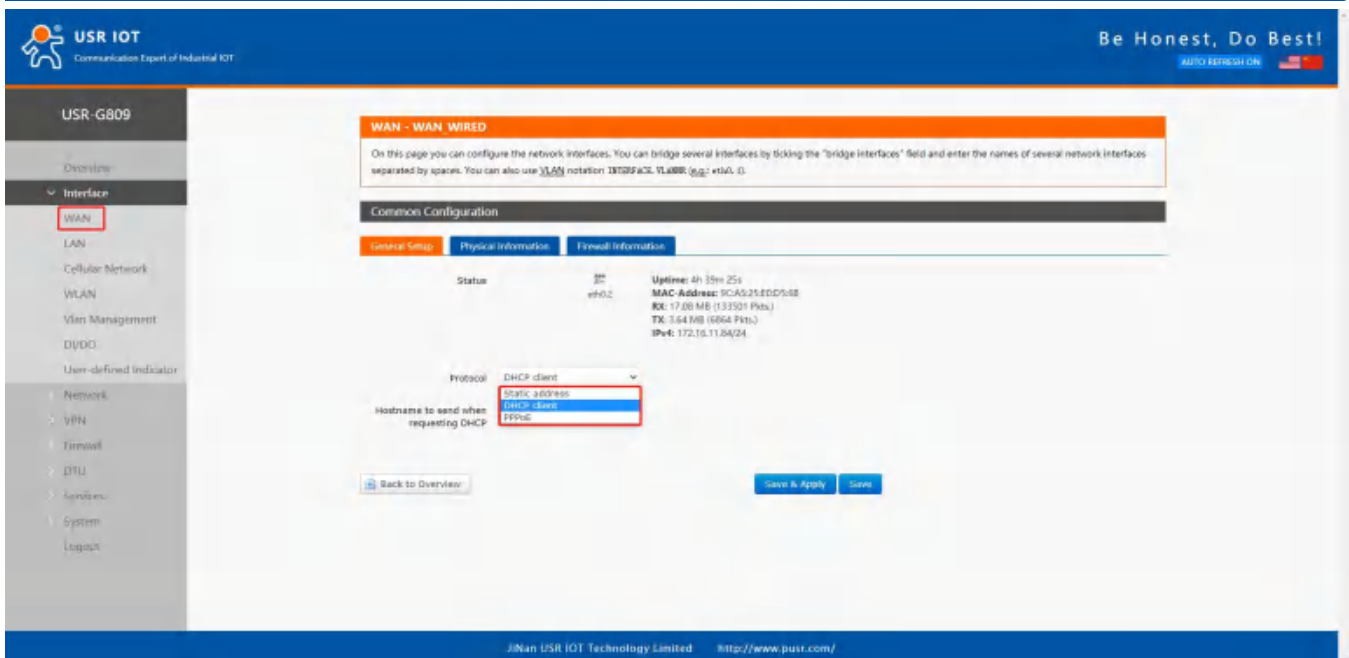 USR IOT
Communication Expert of Industrial IOT
Be Honest, Do Best!
AUTO REFRESH ON
USR-G809
Overview
Interface
WAN
LAN
Cellular Network
WLAN
Vlan Management
DI/DO
User-defined Indicator
Network
VPN
Firewall
DTU
Services
System
Logout
WAN - WAN_WIRED
On this page you can configure the network interfaces. You can bridge several interfaces by ticking the "bridge interfaces" field and enter the names of several network interfaces
separated by spaces. You can also use VLAN notation INTERFACE.VLANNR (e.g.: eth0.1).
Common Configuration
General Setup Physical Information Firewall Information
Status
eth0.2
Uptime: 4h 39m 25s
MAC-Address:
RX: 17.08 MB (133501 Pkts.)
TX: 3.64 MB (6864 Pkts.)
IPv4: 172.16.11.84/24
Protocol DHCP client
Static address
DHCP client
PPPoE
Hostname to send when
requesting DHCP
Back to Overview
Save & Apply Save
JiNan USR IOT Technology Limited http://www.pusr.com/